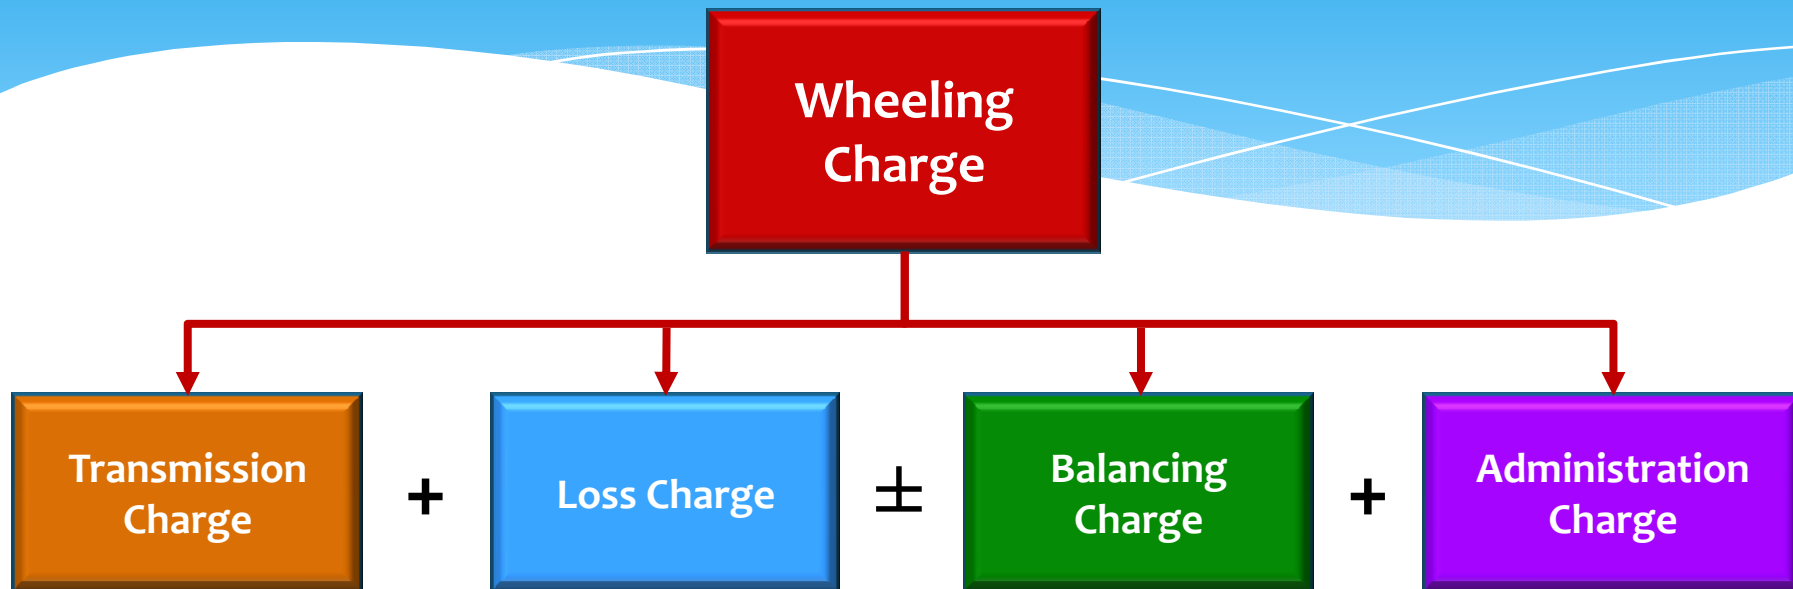 Wheeling
Charge
Transmission
Charge
+
Loss Charge
±
Balancing
Charge
+
Administration
Charge